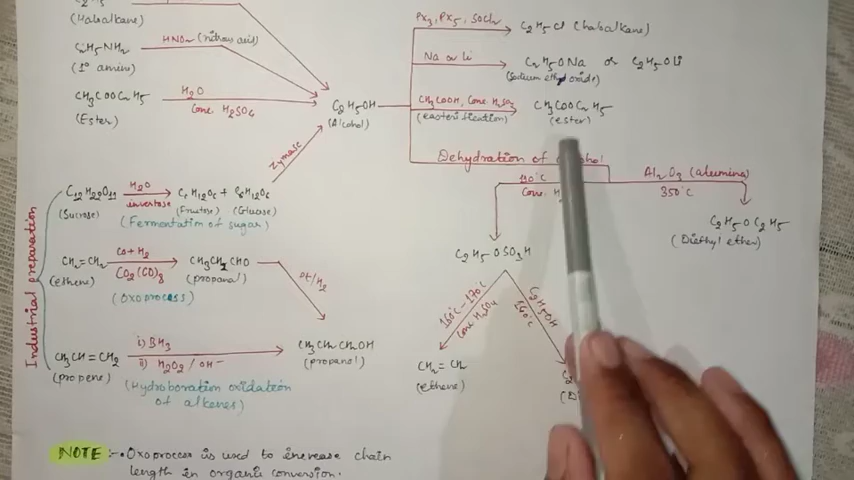 (Haloalkane)
C₂H₅NH₂
(1° amine)
HNO₂ (nitrous acid)
CH₃COOC₂H₅
(Ester)
H₂O
Conc H₂SO₄
C₂H₅OH
(Alcohol)
PX₃, PX₅, SOCl₂
C₂H₅Cl (haloalkane)
Na or Li
C₂H₅ONa or C₂H₅OLi
CH₃COOH, Conc H₂SO₄
(easterification)
CH₃COOC₂H₅
(ester)
Dehydration of
110°C
Conc
Al₂O₃ (alumina)
350°C
C₂H₅OC₂H₅
(Diethyl ether)
C₂H₅OSO₃H
160°C-170°C
Conc H₂SO₄
C₂H₅OH
140°C
CH₂=CH₂
(ethene)
Zymase
Industrial preparation
C₁₂H₂₂O₁₁
(Sucrose)
H₂O
invertase
C₆H₁₂O₆ + C₆H₁₂O₆
(Fructose) (Glucose)
(Fermentation of sugar)
CH₂=CH₂
(ethene)
CO+H₂
CO₂(CO)₈
CH₃CH₂CHO
(propanal)
(Oxoprocess)
Pt/H₂
CH₃CH=CH₂
(propene)
i) BH₃
ii) H₂O₂/OH⁻
CH₃CH₂CH₂OH
(propanol)
(Hydroboration oxidation
of alkenes)
NOTE :-. Oxoprocess is used to increase chain
length in organic conversion.